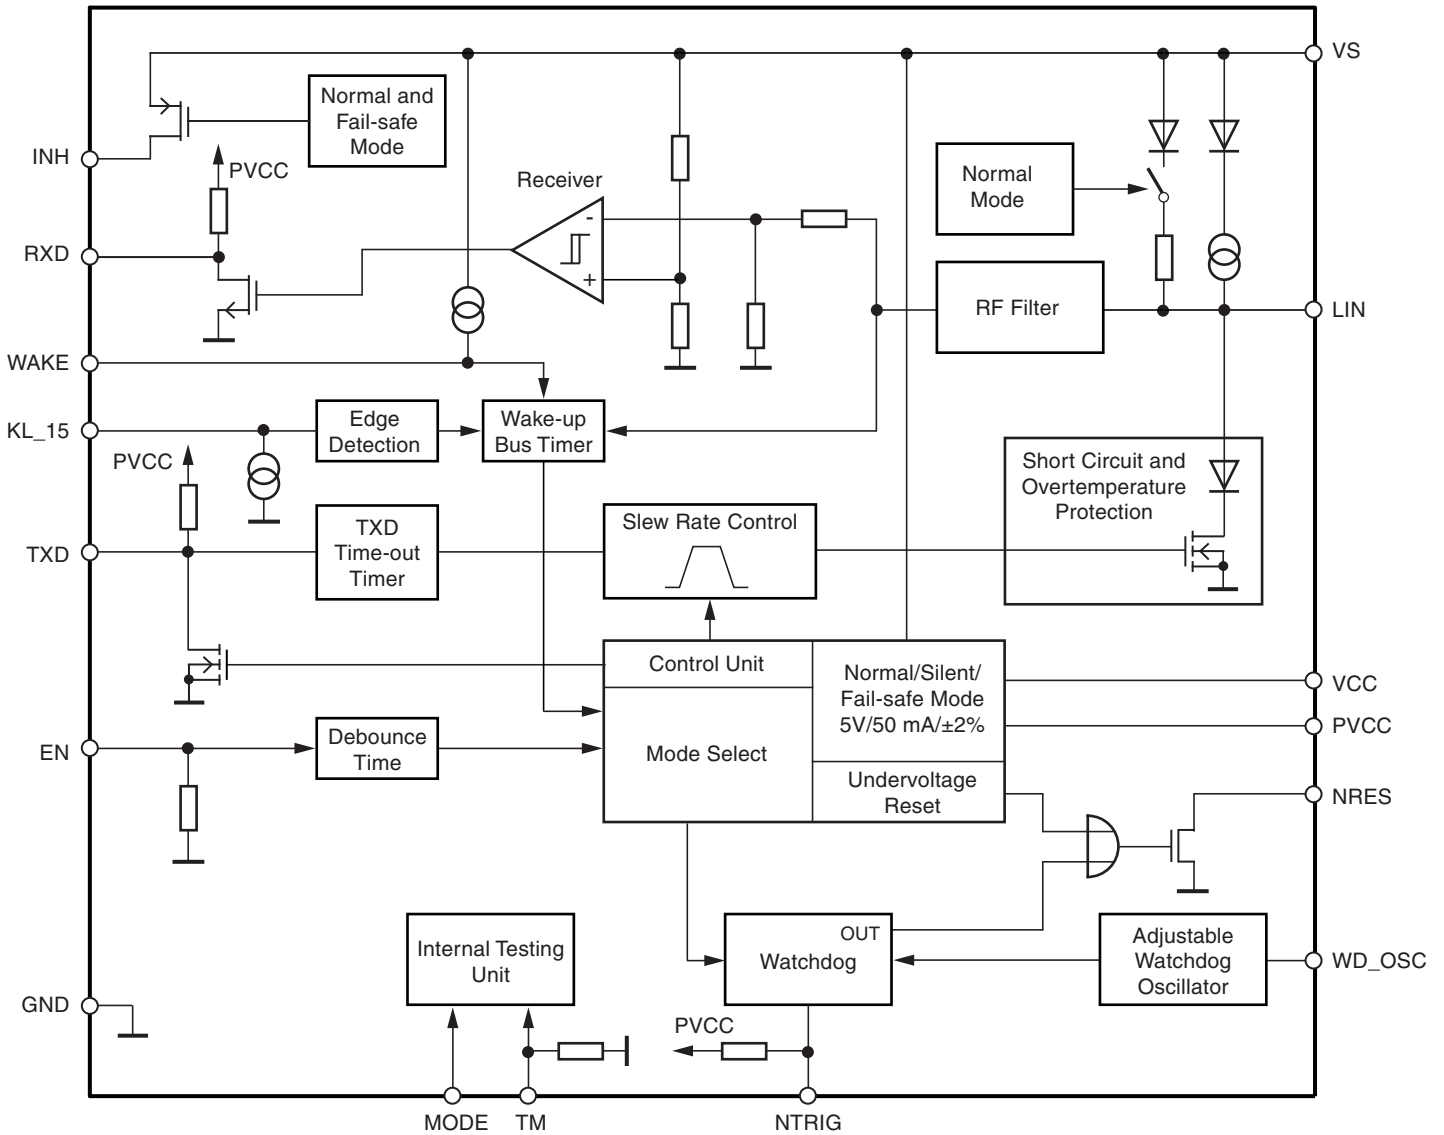 VS
Normal and
Fail-safe
Mode
INH
PVCC
Receiver
Normal
Mode
-
RXD
+
RF Filter
LIN
WAKE
KL_15
Edge
Detection
Wake-up
Bus Timer
PVCC
Short Circuit and
Overtemperature
Protection
TXD
TXD
Time-out
Timer
Slew Rate Control
Control Unit
Normal/Silent/
Fail-safe Mode
5V/50 mA/±2%
VCC
PVCC
EN
Debounce
Time
Mode Select
Undervoltage
Reset
NRES
Internal Testing
Unit
OUT
Watchdog
Adjustable
Watchdog
Oscillator
WD_OSC
GND
PVCC
MODE
TM
NTRIG